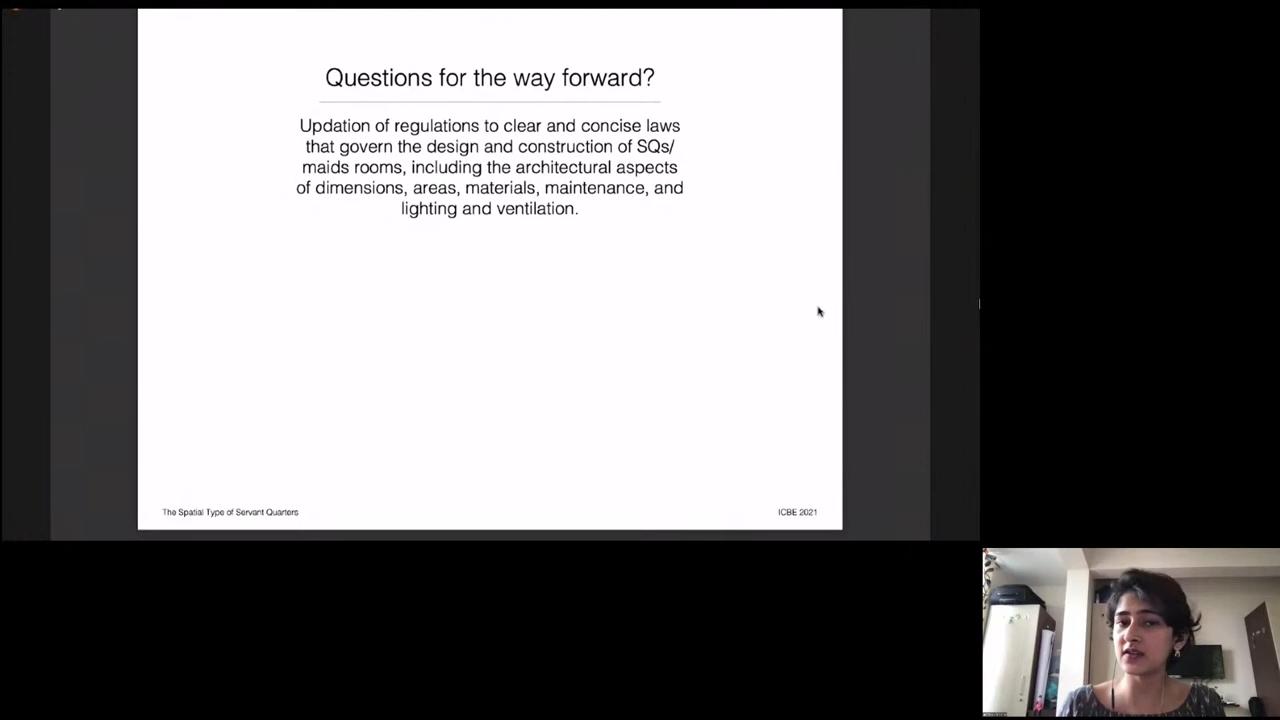 Questions for the way forward?
Updation of regulations to clear and concise laws
that govern the design and construction of SQs/
maids rooms, including the architectural aspects
of dimensions, areas, materials, maintenance, and
lighting and ventilation.
The Spatial Type of Servant Quarters
ICBE 2021